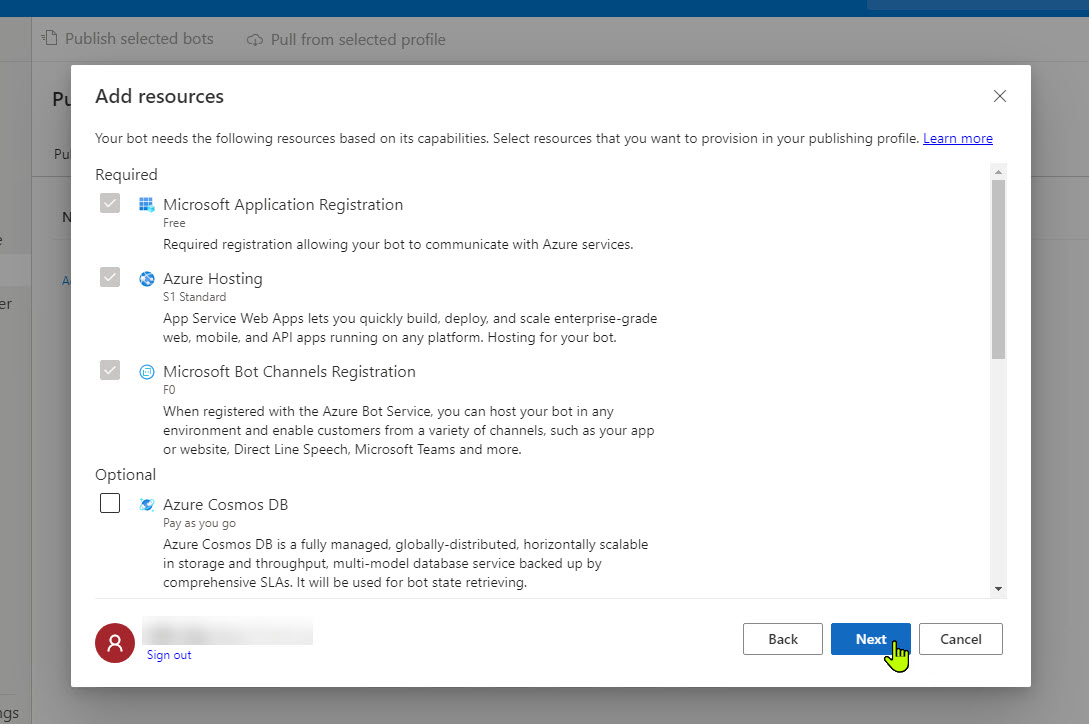 Publish selected bots
Pull from selected profile
Pu
Add resources
Your bot needs the following resources based on its capabilities. Select resources that you want to provision in your publishing profile. Learn more
Pu
Required
Microsoft Application Registration
Free
Required registration allowing your bot to communicate with Azure services.
N
e
Azure Hosting
S1 Standard
A
App Service Web Apps lets you quickly build, deploy, and scale enterprise-grade
web, mobile, and API apps running on any platform. Hosting for your bot.
er
Microsoft Bot Channels Registration
F0
When registered with the Azure Bot Service, you can host your bot in any
environment and enable customers from a variety of channels, such as your app
or website, Direct Line Speech, Microsoft Teams and more.
Optional
Azure Cosmos DB
Pay as you go
Azure Cosmos DB is a fully managed, globally-distributed, horizontally scalable
in storage and throughput, multi-model database service backed up by
comprehensive SLAs. It will be used for bot state retrieving.
Sign out
Back
Next
Cancel
ngs